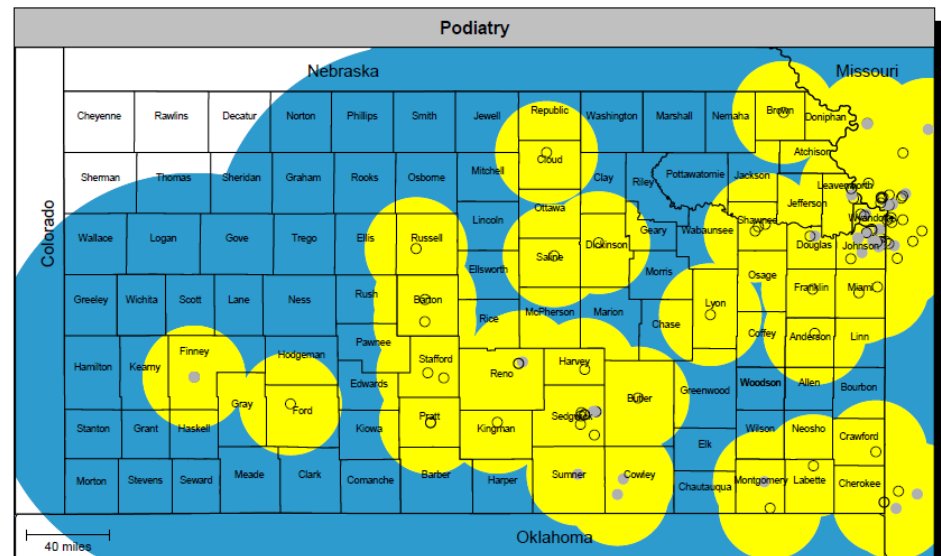 Podiatry
Nebraska
Missouri
Cheyenne
Rawlins
Decatur
Norton
Phillips
Smith
Jewell
Republic
Washington
Marshall
Nemaha
Brown
Doniphan
Atchison
Sherman
Thomas
Sheridan
Graham
Rooks
Osborne
Mitchell
Cloud
Clay
Riley
Pottawatomie
Jackson
Jefferson
Leavenworth
Wyandotte
Colorado
Wallace
Logan
Gove
Trego
Ellis
Russell
Lincoln
Ottawa
Saline
Dickinson
Geary
Wabaunsee
Shawnee
Douglas
Johnson
Greeley
Wichita
Scott
Lane
Ness
Rush
Barton
Ellsworth
Rice
McPherson
Marion
Morris
Chase
Lyon
Osage
Coffey
Franklin
Miami
Anderson
Linn
Hamilton
Kearny
Finney
Hodgeman
Pawnee
Edwards
Stafford
Reno
Harvey
Sedgwick
Butler
Greenwood
Woodson
Allen
Bourbon
Stanton
Grant
Haskell
Gray
Ford
Kiowa
Pratt
Kingman
Elk
Wilson
Neosho
Crawford
Morton
Stevens
Seward
Meade
Clark
Comanche
Barber
Harper
Sumner
Cowley
Chautauqua
Montgomery
Labette
Cherokee
40 miles
Oklahoma